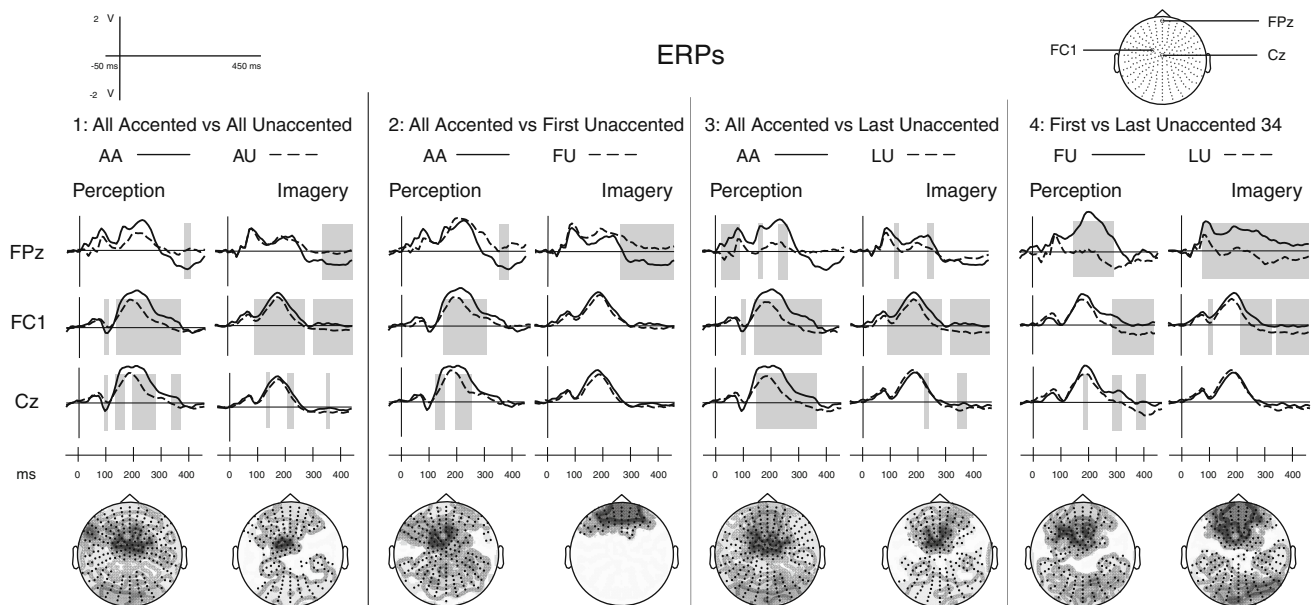 2 V
-50 ms 450 ms
-2 V
ERPs
FPz
FC1
Cz
1: All Accented vs All Unaccented
AA AU
Perception Imagery
2: All Accented vs First Unaccented
AA FU
Perception Imagery
3: All Accented vs Last Unaccented
AA LU
Perception Imagery
4: First vs Last Unaccented 34
FU LU
Perception Imagery
FPz
FC1
Cz
ms
0 100 200 300 400 0 100 200 300 400
0 100 200 300 400 0 100 200 300 400
0 100 200 300 400 0 100 200 300 400
0 100 200 300 400 0 100 200 300 400